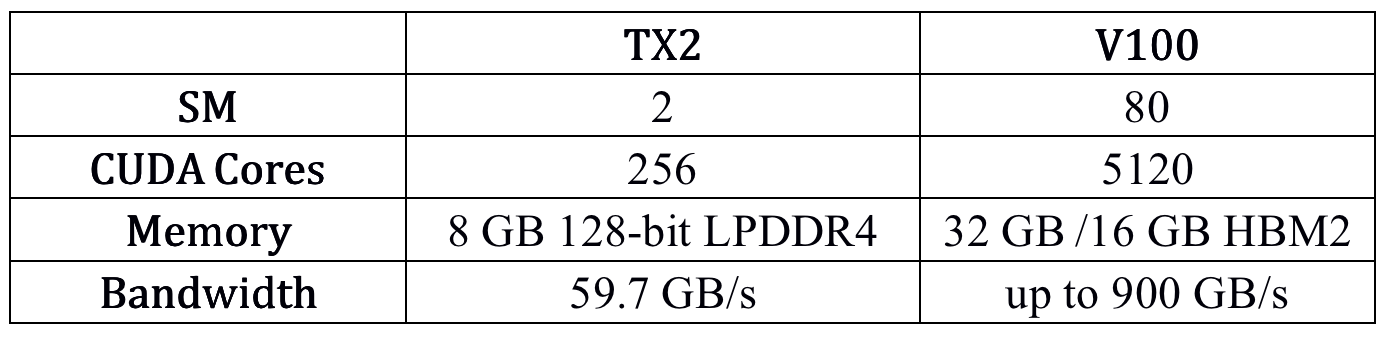 TX2 V100
SM 2 80
CUDA Cores 256 5120
Memory 8 GB 128-bit LPDDR4 32 GB /16 GB HBM2
Bandwidth 59.7 GB/s up to 900 GB/s